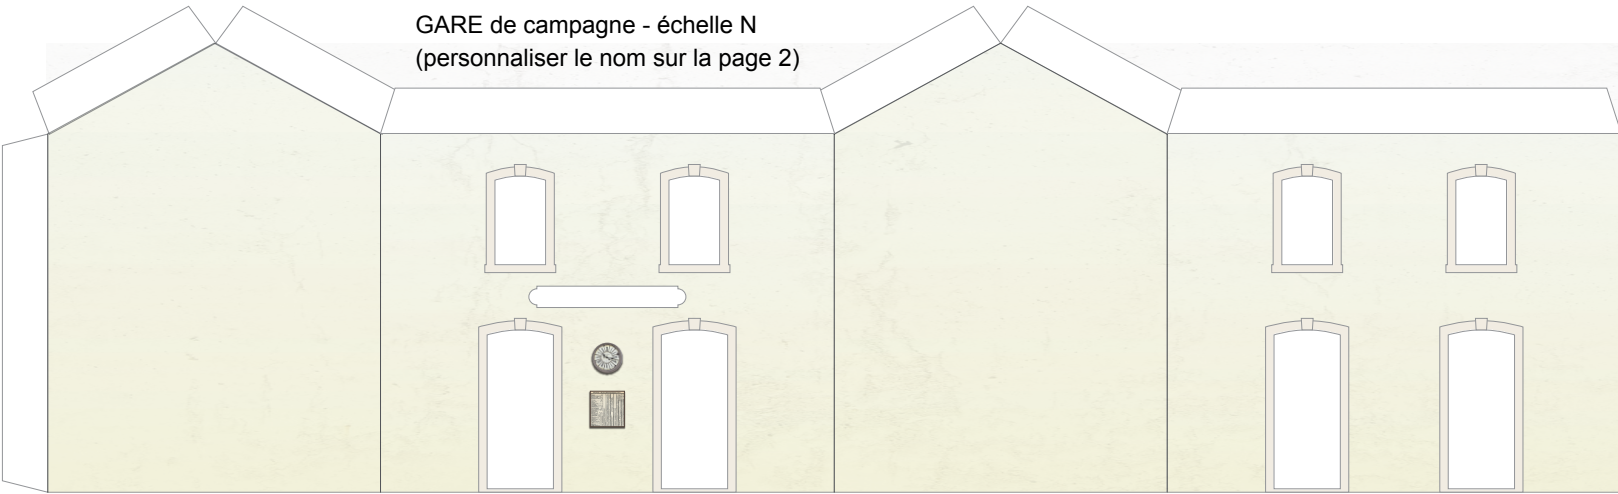 GARE de campagne - échelle N
(personnaliser le nom sur la page 2)